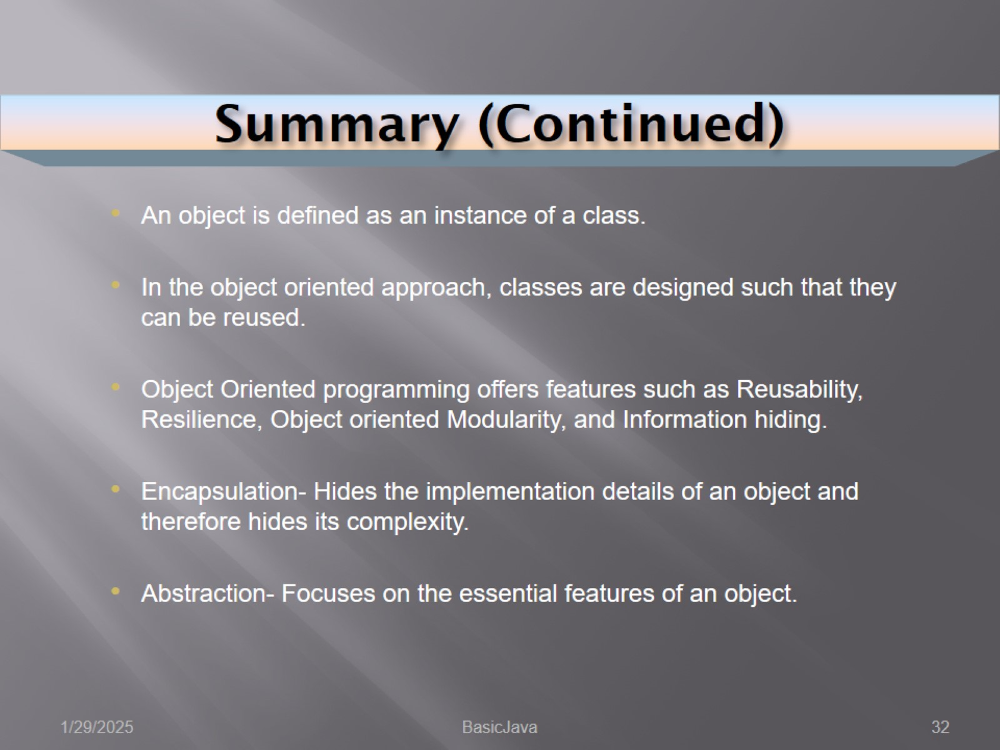 Summary (Continued)
• An object is defined as an instance of a class.
• In the object oriented approach, classes are designed such that they
can be reused.
• Object Oriented programming offers features such as Reusability,
Resilience, Object oriented Modularity, and Information hiding.
• Encapsulation- Hides the implementation details of an object and
therefore hides its complexity.
• Abstraction- Focuses on the essential features of an object.
1/29/2025
BasicJava
32